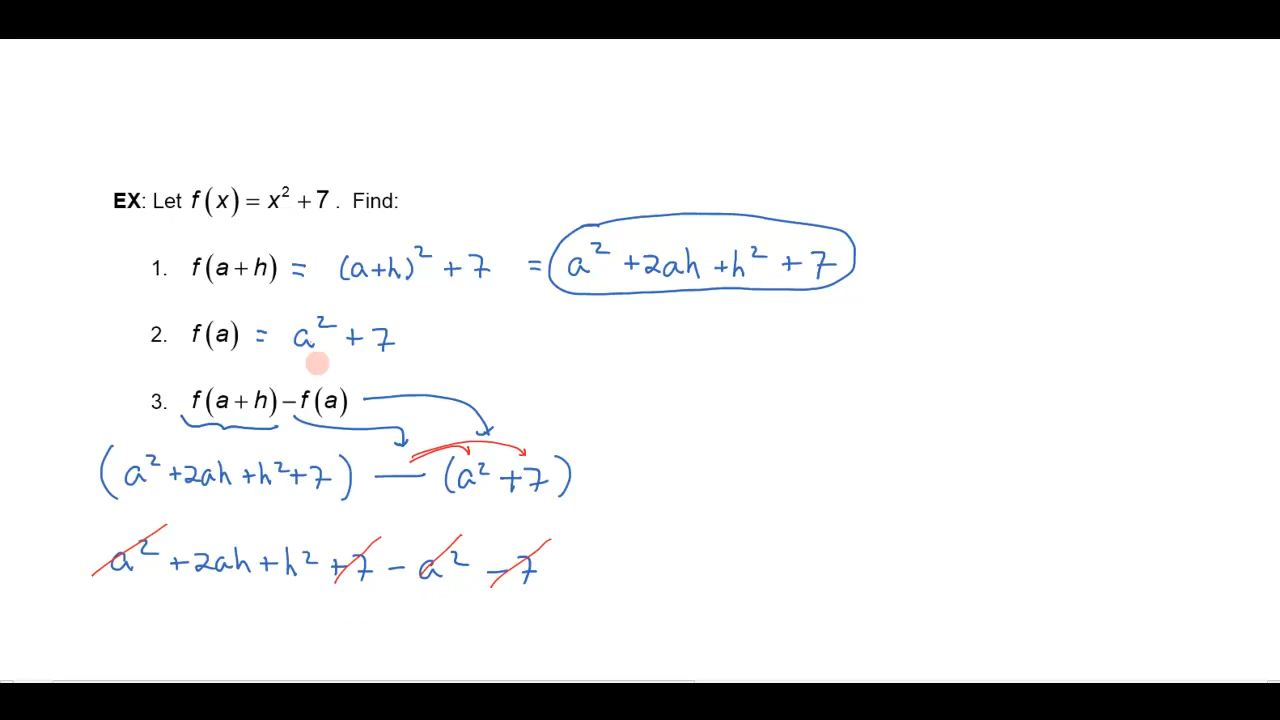 EX: Let f(x) = x² + 7 . Find:
1. f(a + h) = (a+h)² + 7 = a² + 2ah + h² + 7
2. f(a) = a² + 7
3. f(a + h) − f(a)
(a² + 2ah + h² + 7) — (a² + 7)
a² + 2ah + h² + 7 − a² − 7